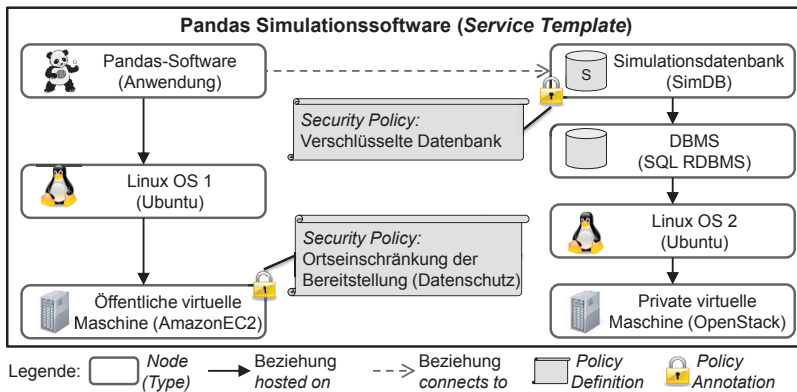 Pandas Simulationssoftware (Service Template)
Pandas-Software
(Anwendung)
S
Simulationsdatenbank
(SimDB)
Security Policy:
Verschlüsselte Datenbank
DBMS
(SQL RDBMS)
Linux OS 1
(Ubuntu)
Linux OS 2
(Ubuntu)
Security Policy:
Ortseinschränkung der
Bereitstellung (Datenschutz)
Öffentliche virtuelle
Maschine (AmazonEC2)
Private virtuelle
Maschine (OpenStack)
Legende:
Node
(Type)
Beziehung
hosted on
Beziehung
connects to
Policy
Definition
Policy
Annotation